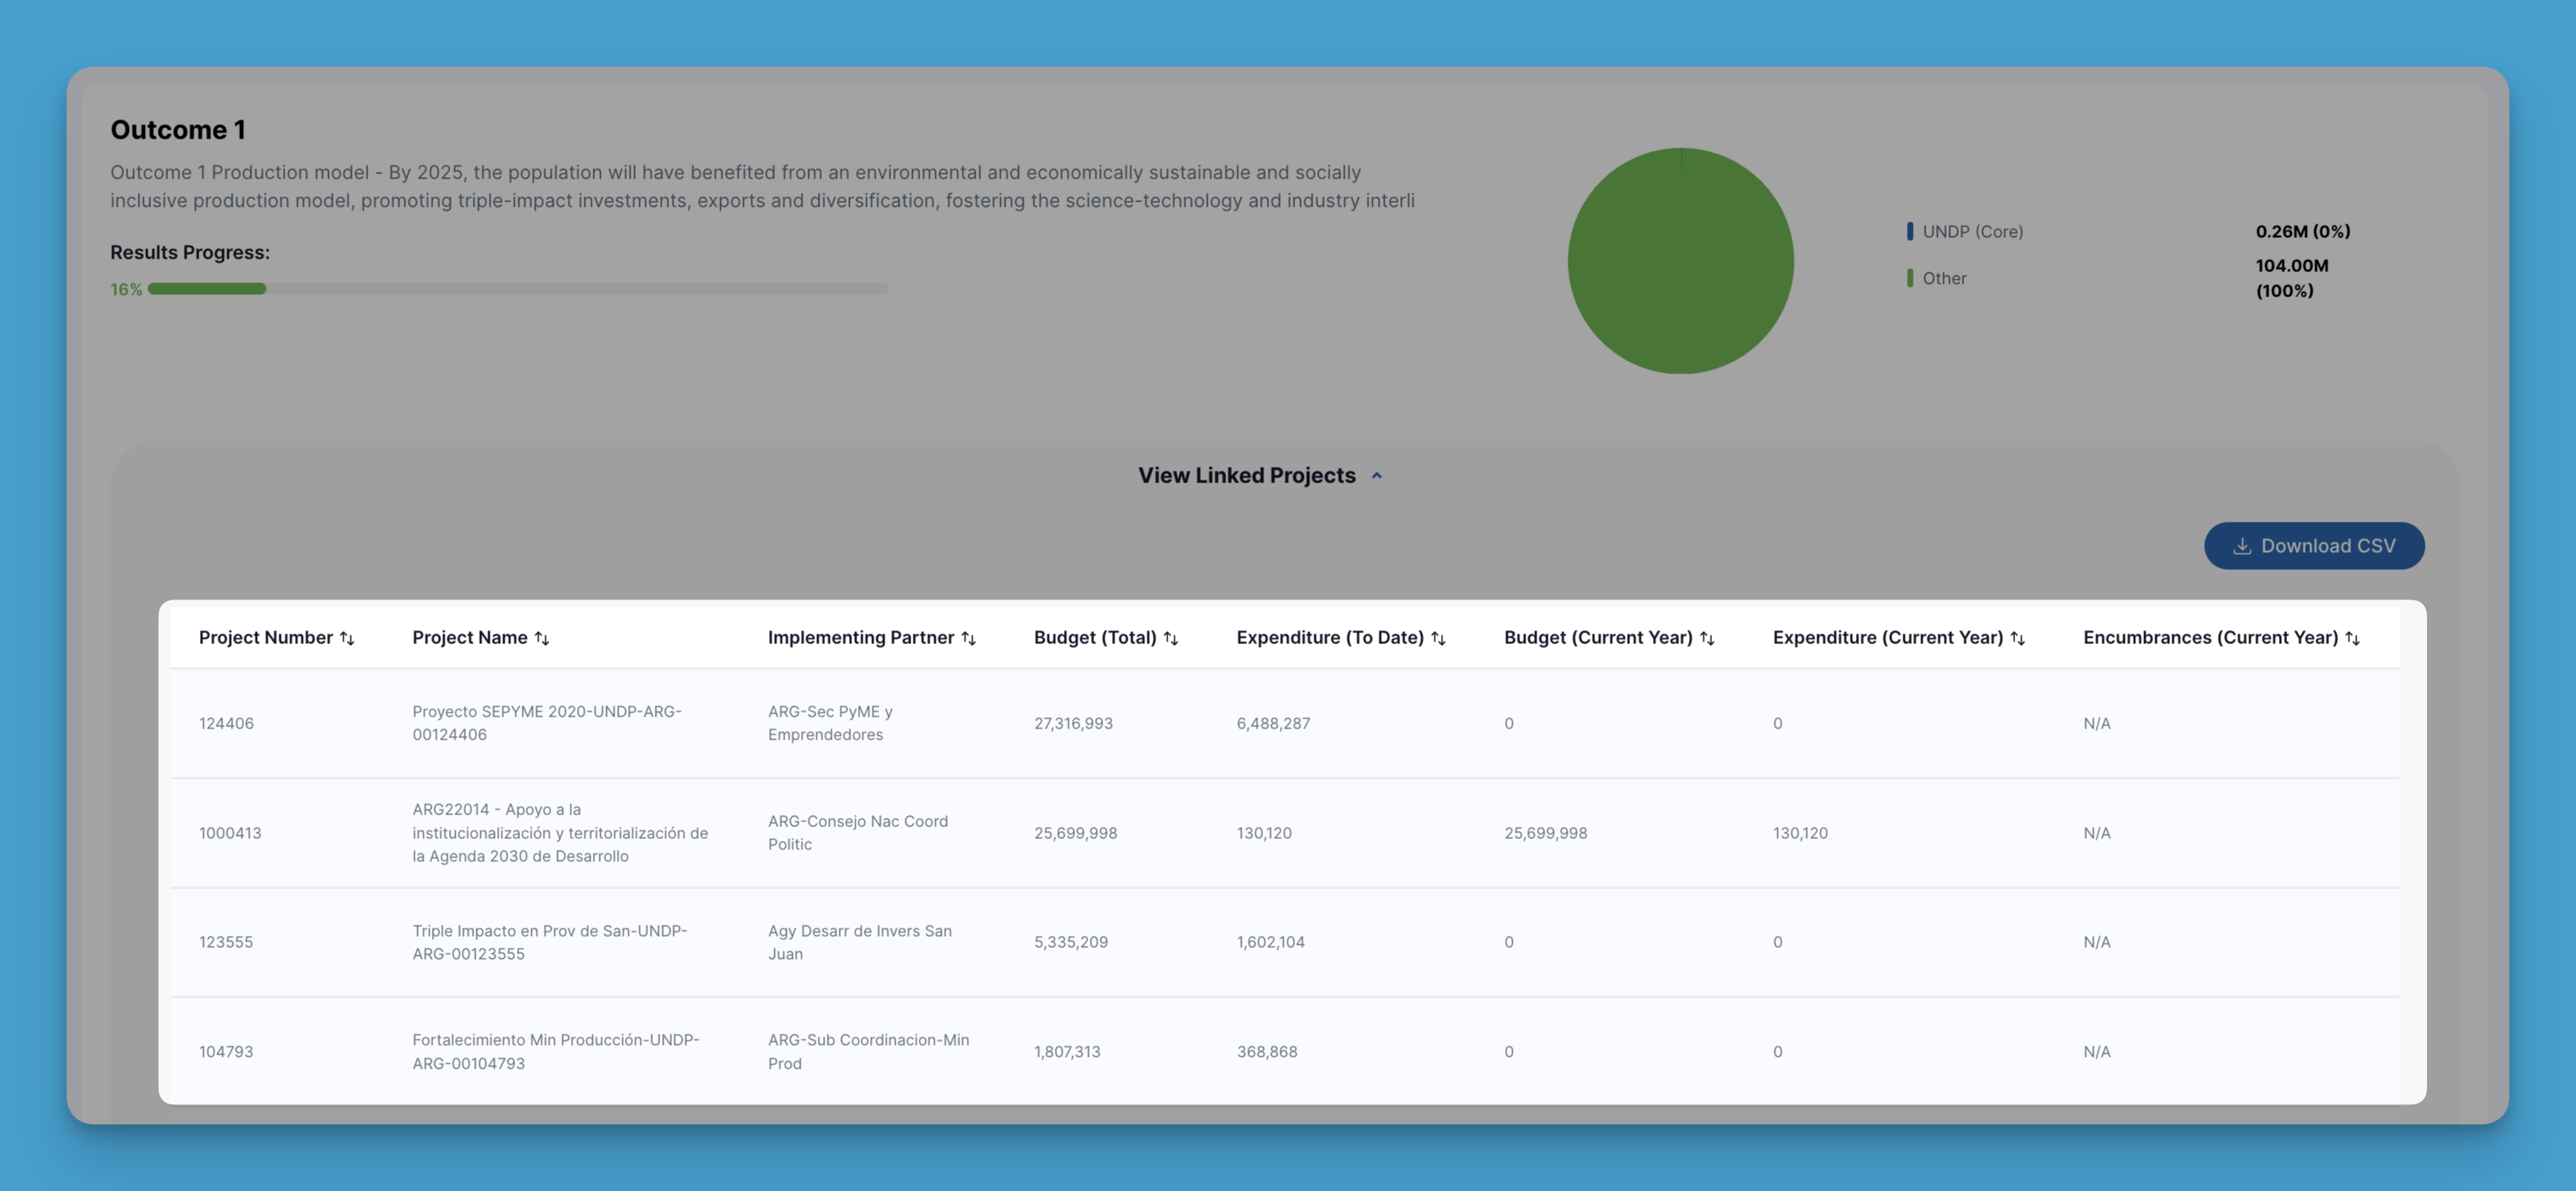 Outcome 1
Outcome 1 Production model - By 2025, the population will have benefited from an environmental and economically sustainable and socially
inclusive production model, promoting triple-impact investments, exports and diversification, fostering the science-technology and industry interli
Results Progress:
16%
UNDP (Core) 0.26M (0%)
Other 104.00M
(100%)
View Linked Projects
Download CSV
Project Number Project Name Implementing Partner Budget (Total) Expenditure (To Date) Budget (Current Year) Expenditure (Current Year) Encumbrances (Current Year)
124406 Proyecto SEPYME 2020-UNDP-ARG- ARG-Sec PyME y 27,316,993 6,488,287 0 0 N/A
00124406 Emprendedores
ARG22014 - Apoyo a la
1000413 institucionalización y territorialización de ARG-Consejo Nac Coord 25,699,998 130,120 25,699,998 130,120 N/A
la Agenda 2030 de Desarrollo Politic
123555 Triple Impacto en Prov de San-UNDP- Agy Desarr de Invers San 5,335,209 1,602,104 0 0 N/A
ARG-00123555 Juan
104793 Fortalecimiento Min Producción-UNDP- ARG-Sub Coordinacion-Min 1,807,313 368,868 0 0 N/A
ARG-00104793 Prod